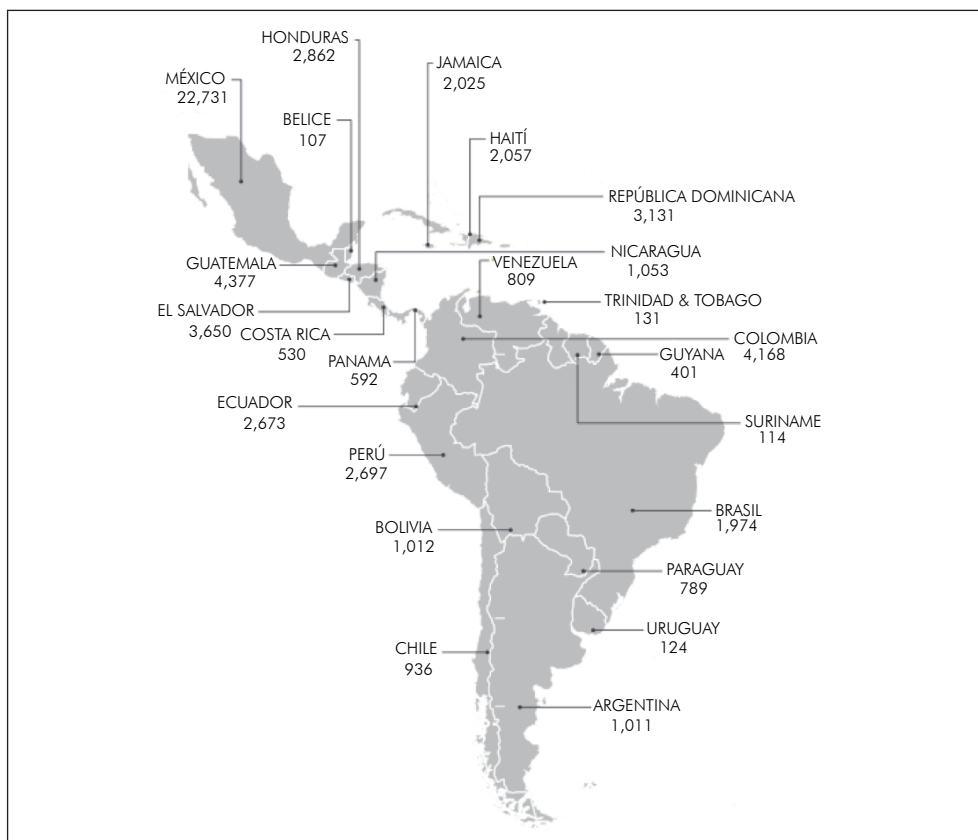 HONDURAS
2,862
JAMAICA
2,025
MÉXICO
22,731
BELICE
107
HAITÍ
2,057
REPÚBLICA DOMINICANA
3,131
GUATEMALA
4,377
VENEZUELA
809
NICARAGUA
1,053
EL SALVADOR
3,650
COSTA RICA
530
TRINIDAD & TOBAGO
131
PANAMA
592
COLOMBIA
4,168
GUYANA
401
ECUADOR
2,673
SURINAME
114
PERÚ
2,697
BRASIL
1,974
BOLIVIA
1,012
PARAGUAY
789
URUGUAY
124
CHILE
936
ARGENTINA
1,011